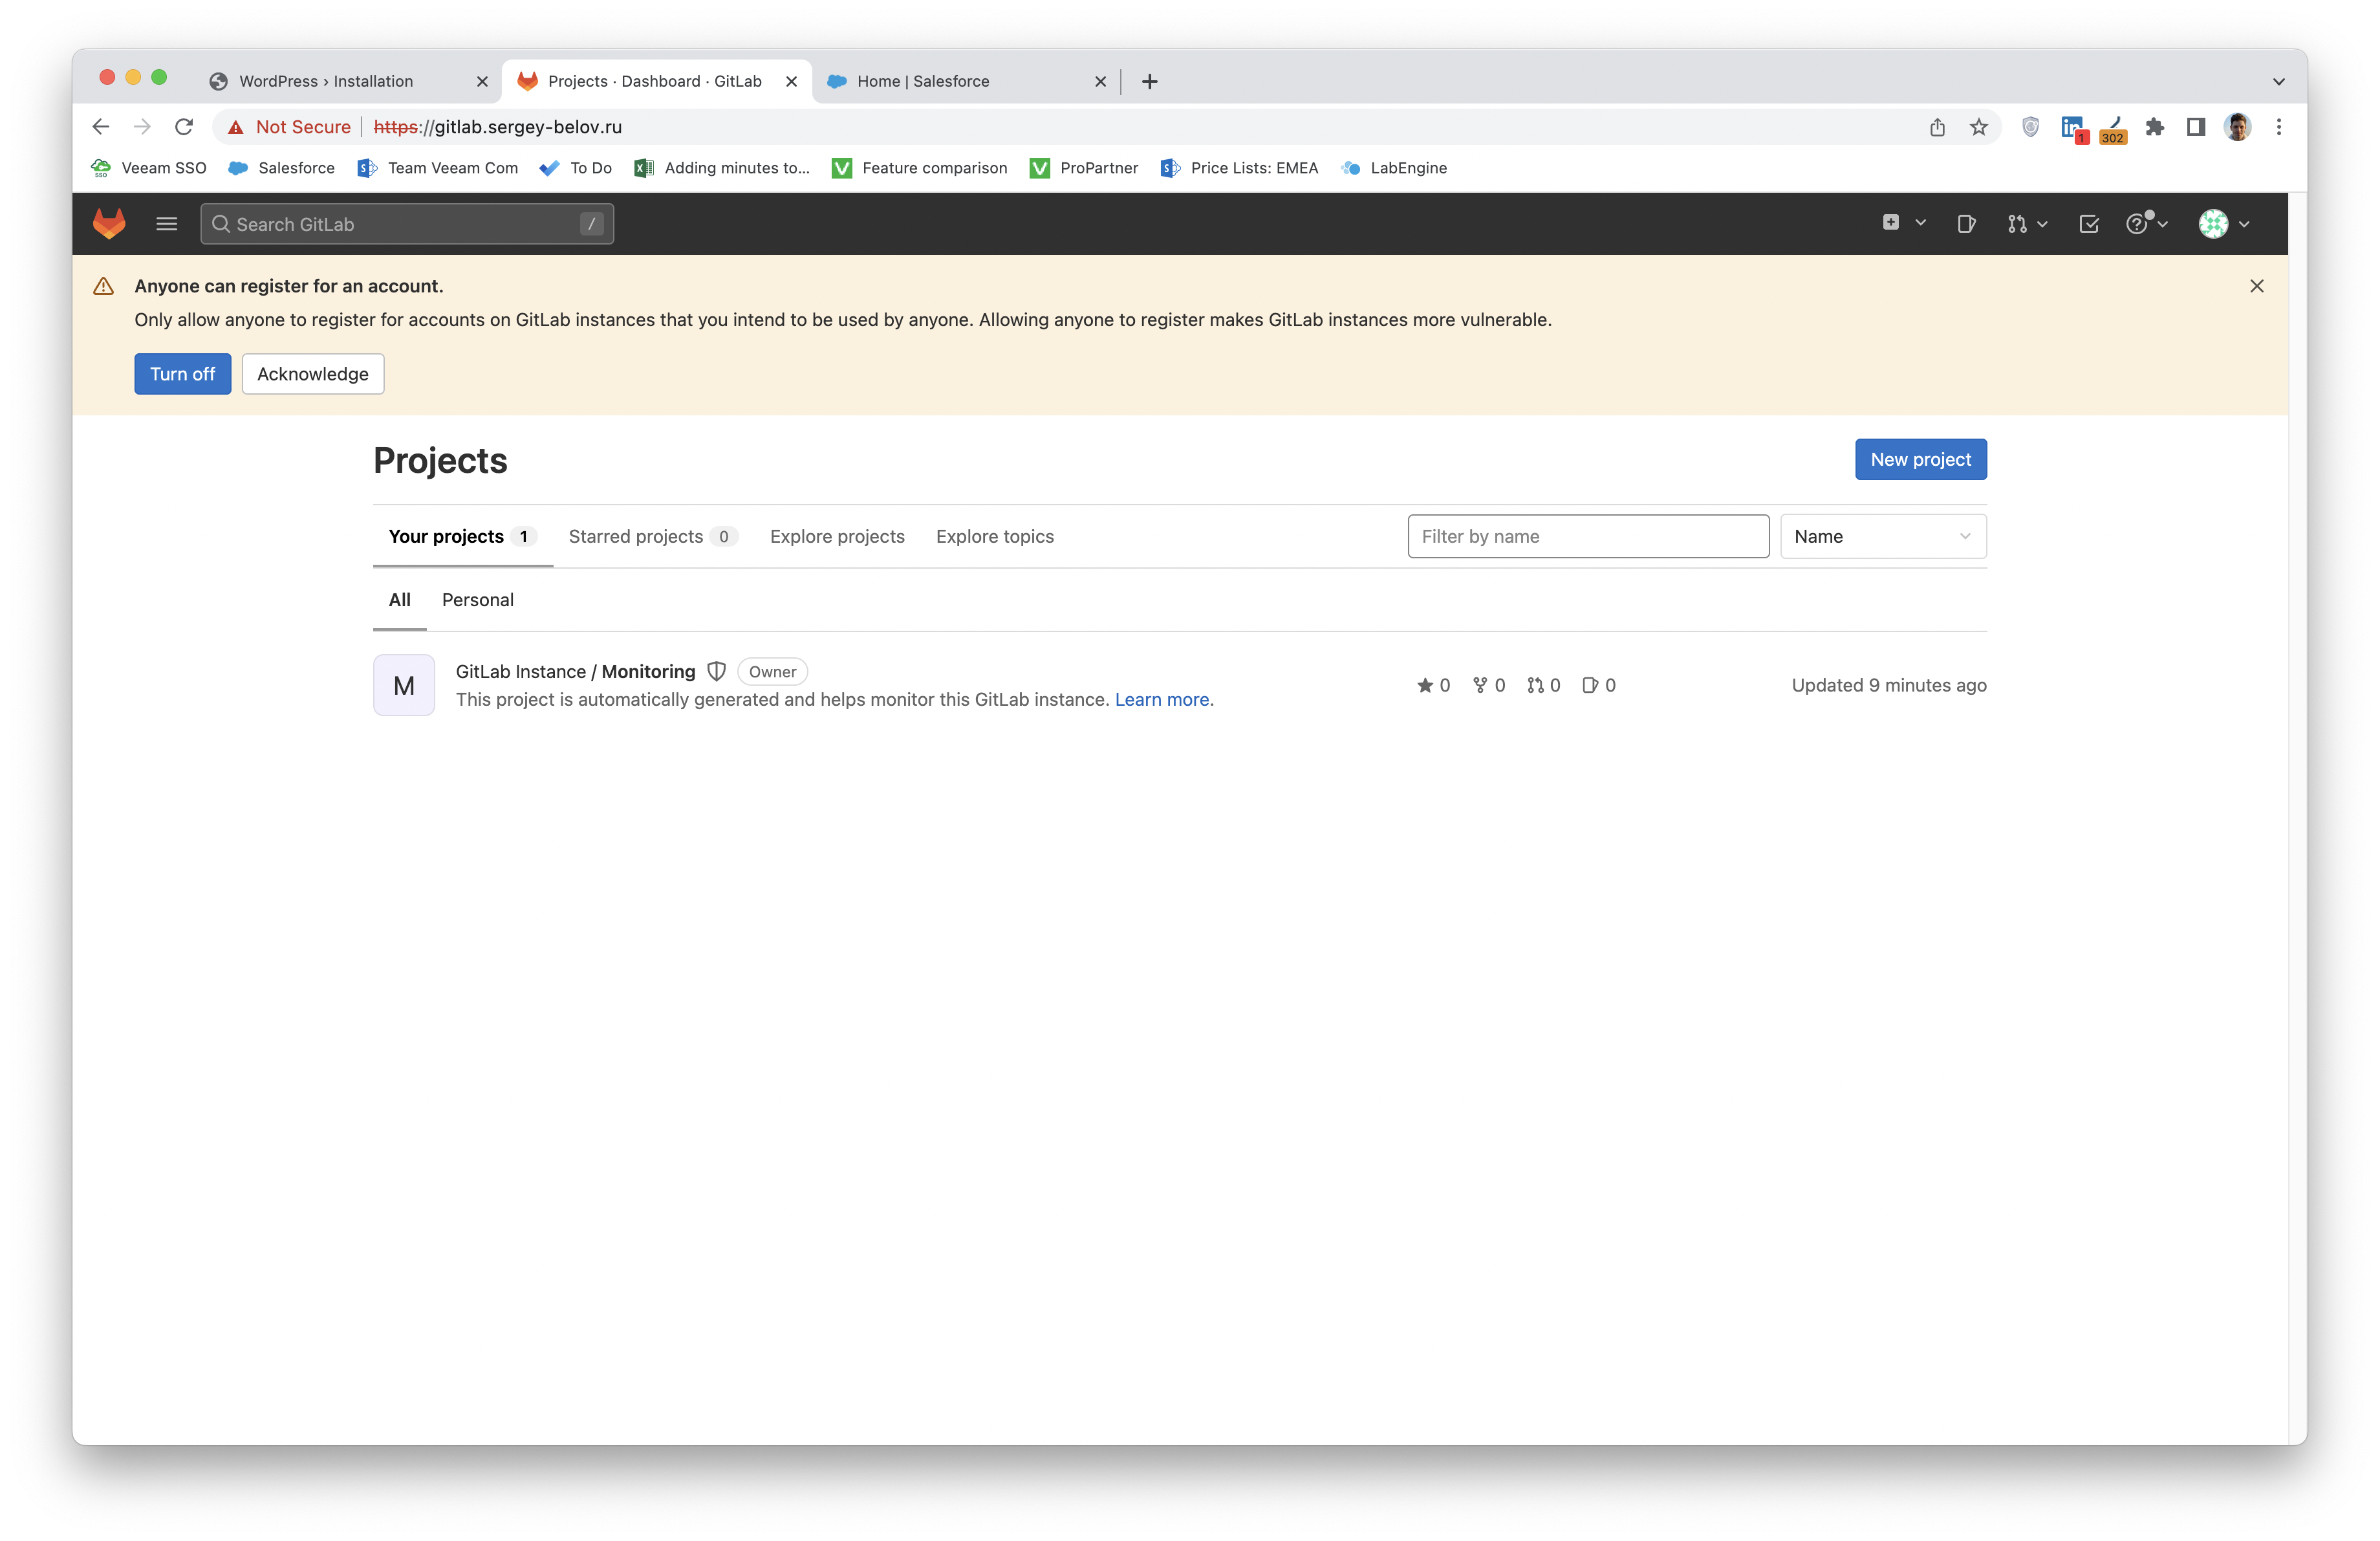 WordPress › Installation
Projects · Dashboard · GitLab
Home | Salesforce
Not Secure
https://gitlab.sergey-belov.ru
1
302
Veeam SSO
Salesforce
Team Veeam Com
To Do
Adding minutes to...
Feature comparison
ProPartner
Price Lists: EMEA
LabEngine
Search GitLab
/
Anyone can register for an account.
Only allow anyone to register for accounts on GitLab instances that you intend to be used by anyone. Allowing anyone to register makes GitLab instances more vulnerable.
Turn off
Acknowledge
Projects
New project
Your projects 1
Starred projects 0
Explore projects
Explore topics
Filter by name
Name
All
Personal
M
GitLab Instance / Monitoring
Owner
This project is automatically generated and helps monitor this GitLab instance. Learn more.
0
0
0
0
Updated 9 minutes ago